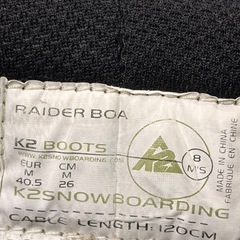 RAIDER BOA
K2 BOOTS
WWW.K2SNOWBOARDING.COM
EUR CM
M M
40.5 26
K2
8
M'S
MADE IN CHINA
FABRIQUE EN CHINE
K2SNOWBOARDING
CABLE LENGTH: 120CM